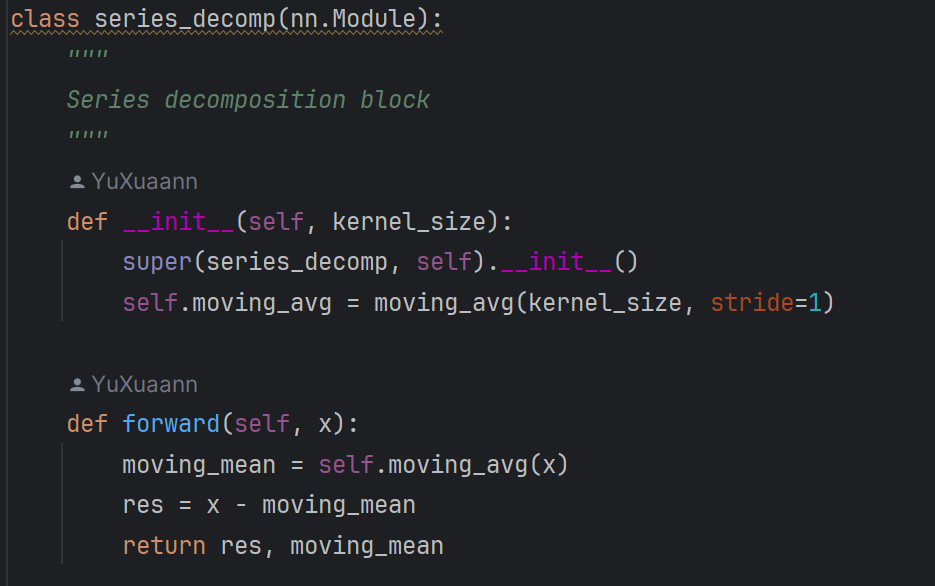 class series_decomp(nn.Module):
    """
    Series decomposition block
    """
    YuXuaann
    def __init__(self, kernel_size):
        super(series_decomp, self).__init__()
        self.moving_avg = moving_avg(kernel_size, stride=1)
    YuXuaann
    def forward(self, x):
        moving_mean = self.moving_avg(x)
        res = x - moving_mean
        return res, moving_mean